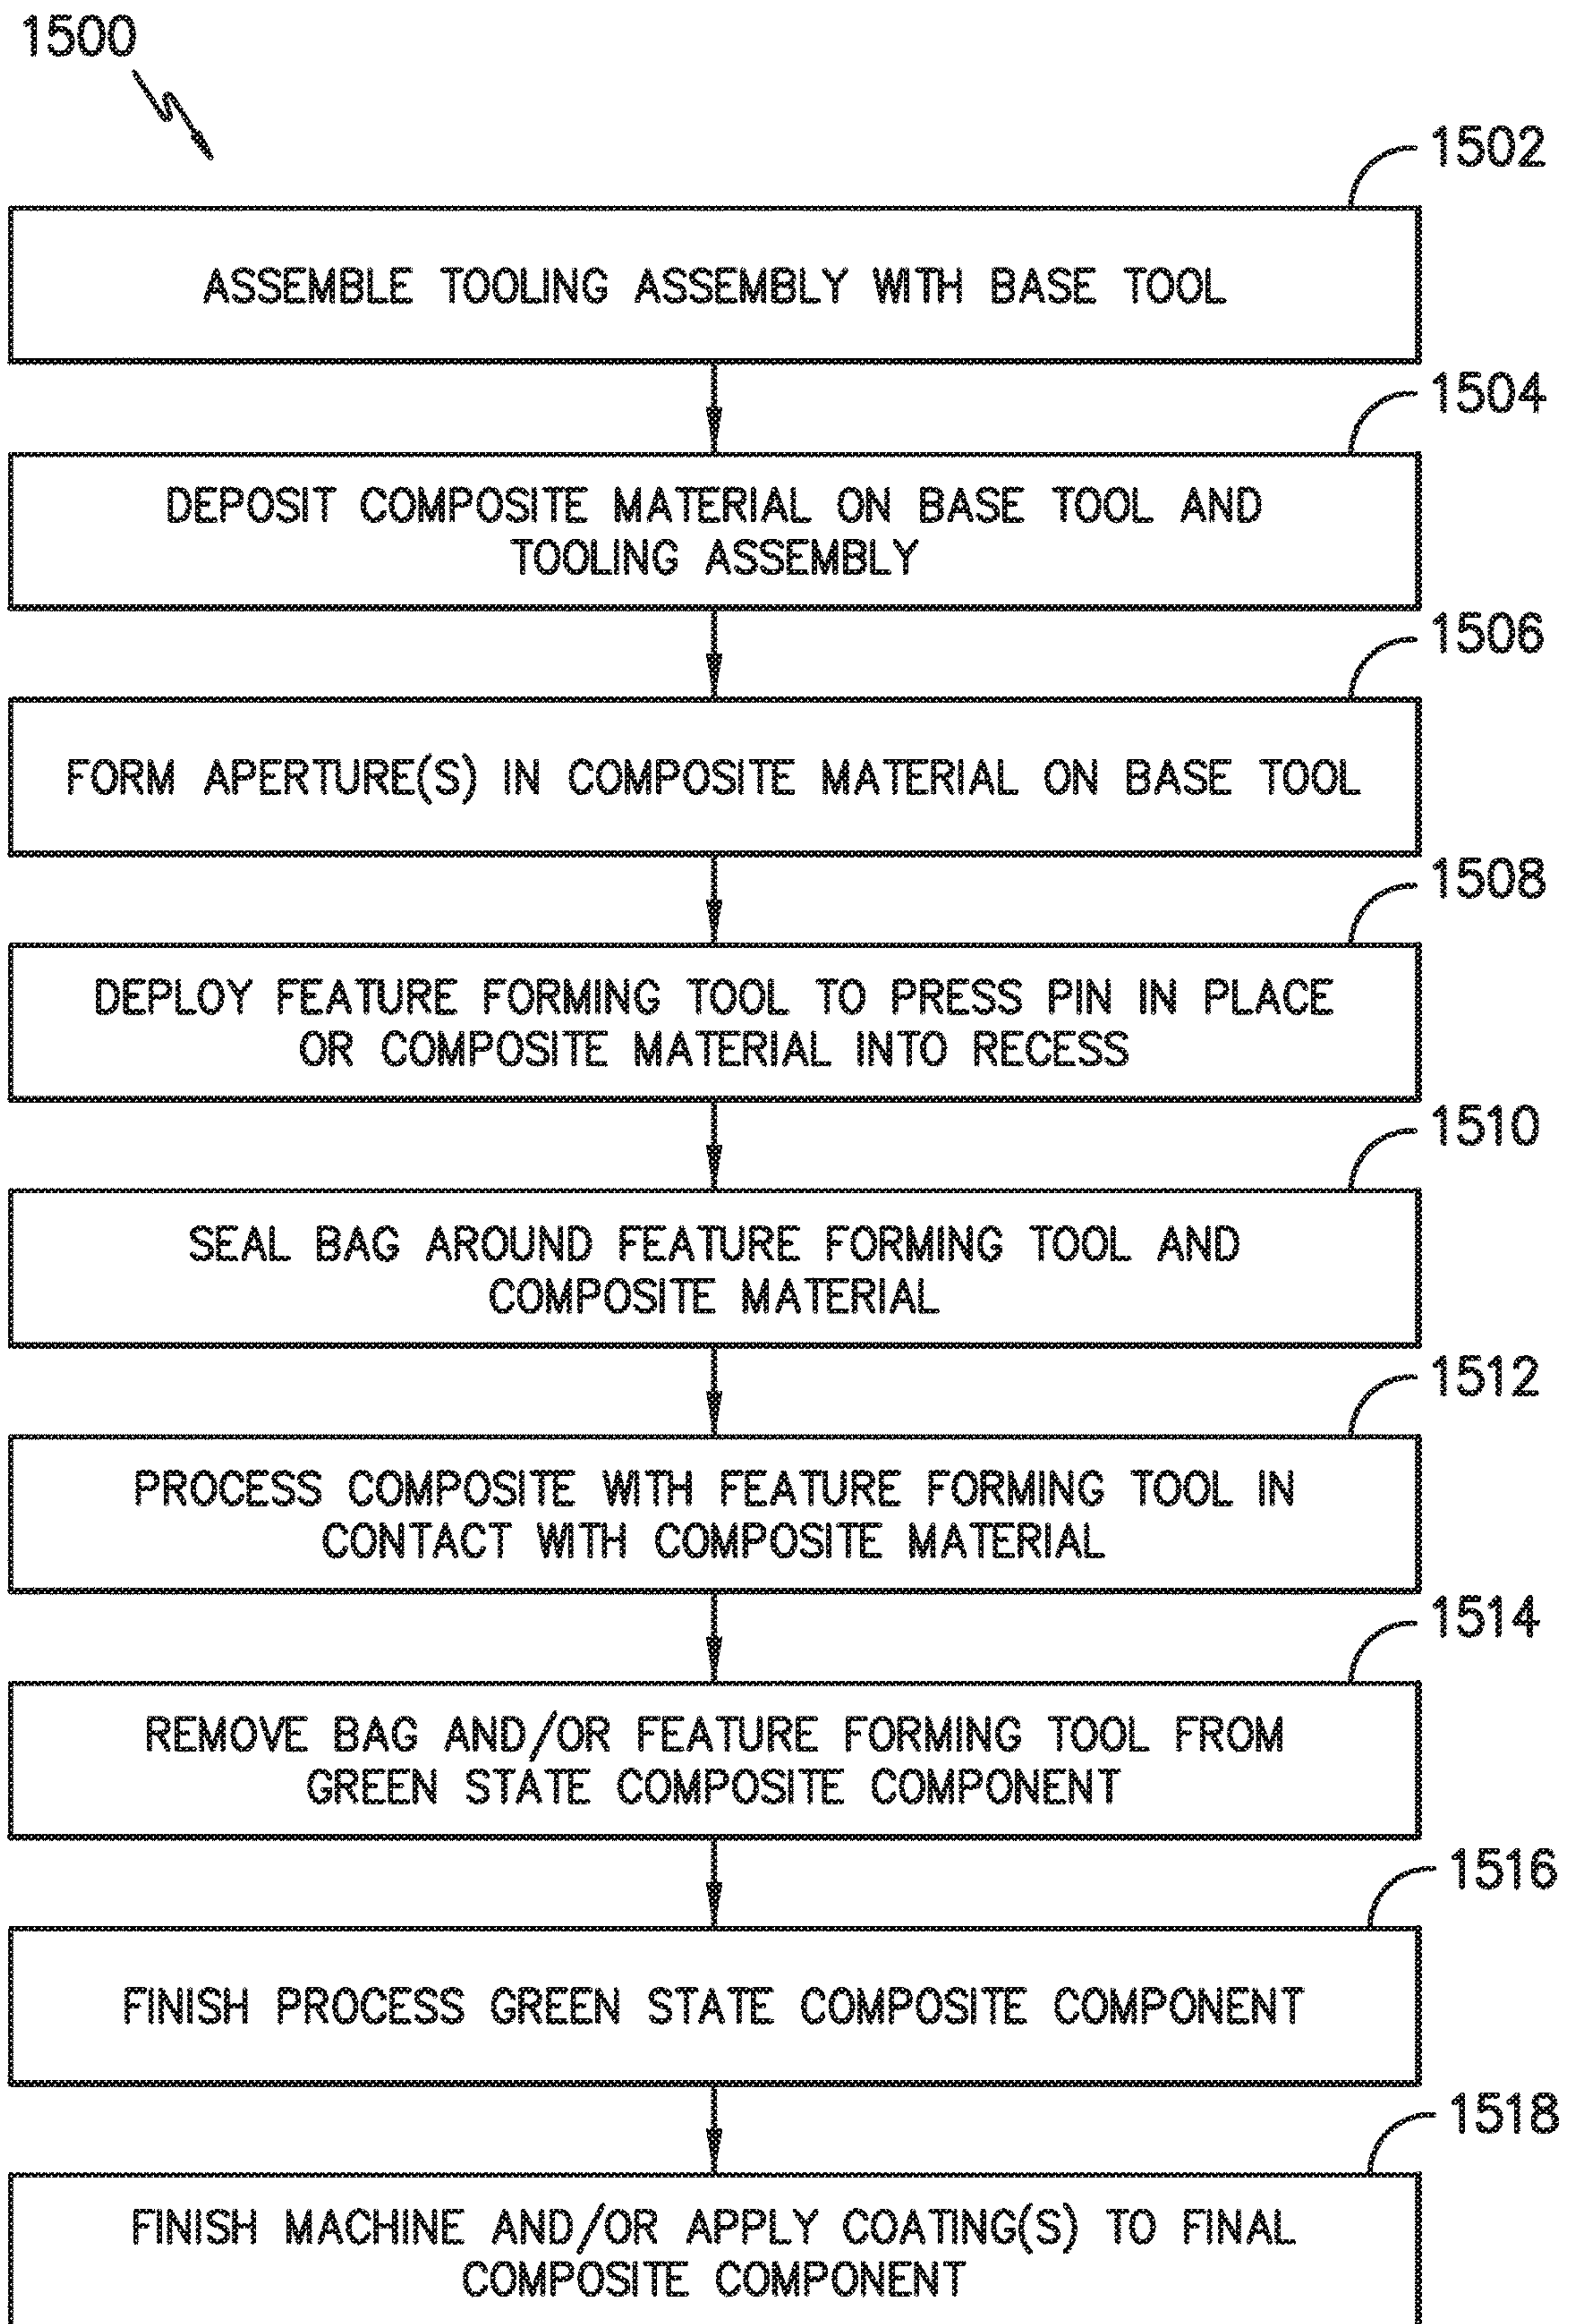 1500
1502
ASSEMBLE TOOLING ASSEMBLY WITH BASE TOOL
1504
DEPOSIT COMPOSITE MATERIAL ON BASE TOOL AND
TOOLING ASSEMBLY
1506
FORM APERTURE(S) IN COMPOSITE MATERIAL ON BASE TOOL
1508
DEPLOY FEATURE FORMING TOOL TO PRESS PIN IN PLACE
OR COMPOSITE MATERIAL INTO RECESS
1510
SEAL BAG AROUND FEATURE FORMING TOOL AND
COMPOSITE MATERIAL
1512
PROCESS COMPOSITE WITH FEATURE FORMING TOOL IN
CONTACT WITH COMPOSITE MATERIAL
1514
REMOVE BAG AND/OR FEATURE FORMING TOOL FROM
GREEN STATE COMPOSITE COMPONENT
1516
FINISH PROCESS GREEN STATE COMPOSITE COMPONENT
1518
FINISH MACHINE AND/OR APPLY COATING(S) TO FINAL
COMPOSITE COMPONENT